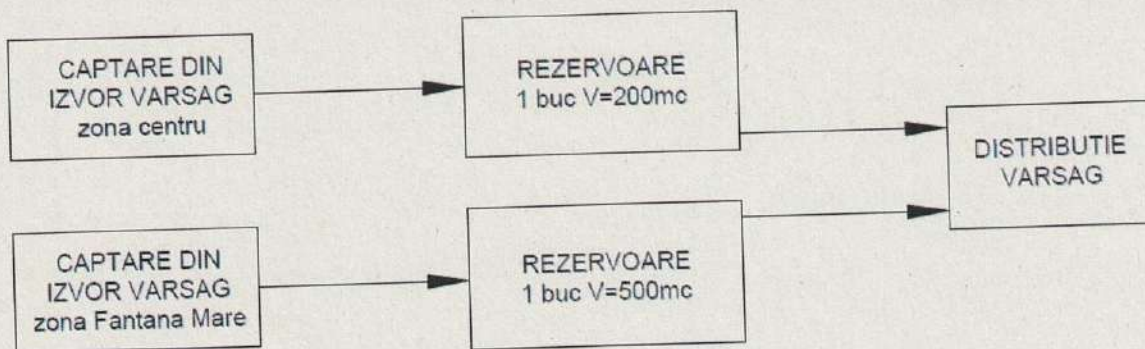 CAPTARE DIN
IZVOR VARSAG
zona centru
REZERVOARE
1 buc V=200mc
DISTRIBUTIE
VARSAG
CAPTARE DIN
IZVOR VARSAG
zona Fantana Mare
REZERVOARE
1 buc V=500mc